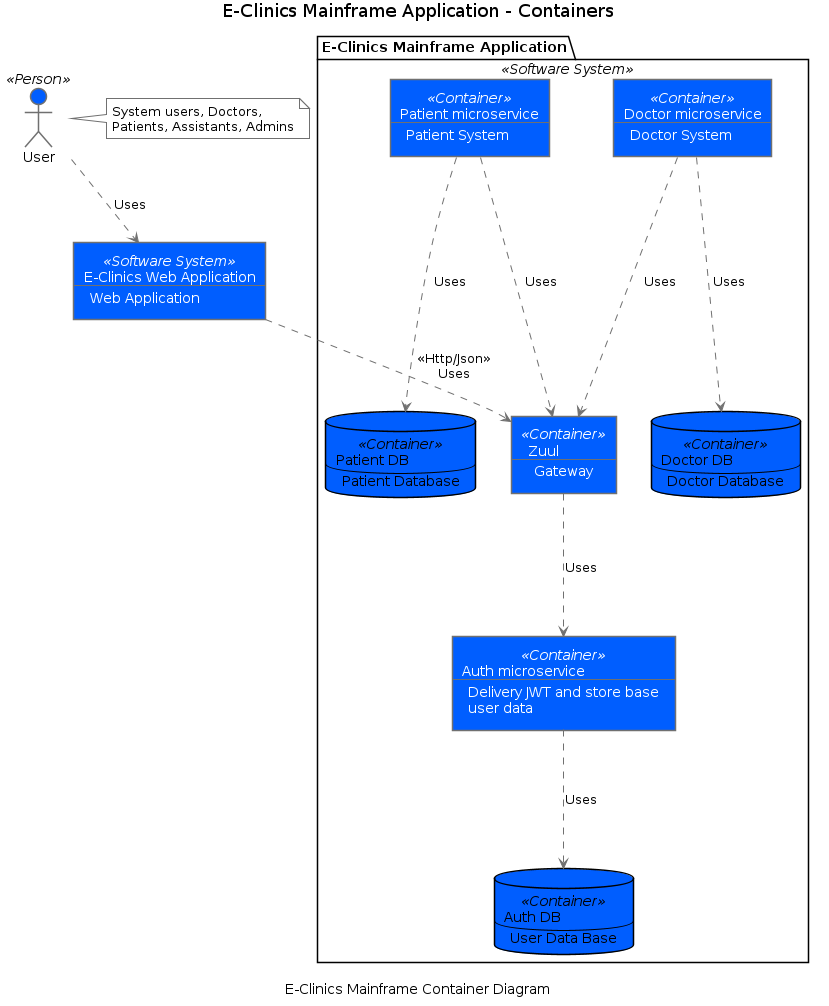 E-Clinics Mainframe Application - Containers
E-Clinics Mainframe Application
«Software System»
«Person»
User
System users, Doctors,
Patients, Assistants, Admins
«Container»
Patient microservice
Patient System
«Container»
Doctor microservice
Doctor System
Uses
«Software System»
E-Clinics Web Application
Web Application
Uses
Uses
Uses
Uses
«Http/Json»
Uses
«Container»
Patient DB
Patient Database
«Container»
Zuul
Gateway
«Container»
Doctor DB
Doctor Database
Uses
«Container»
Auth microservice
Delivery JWT and store base
user data
Uses
«Container»
Auth DB
User Data Base
E-Clinics Mainframe Container Diagram